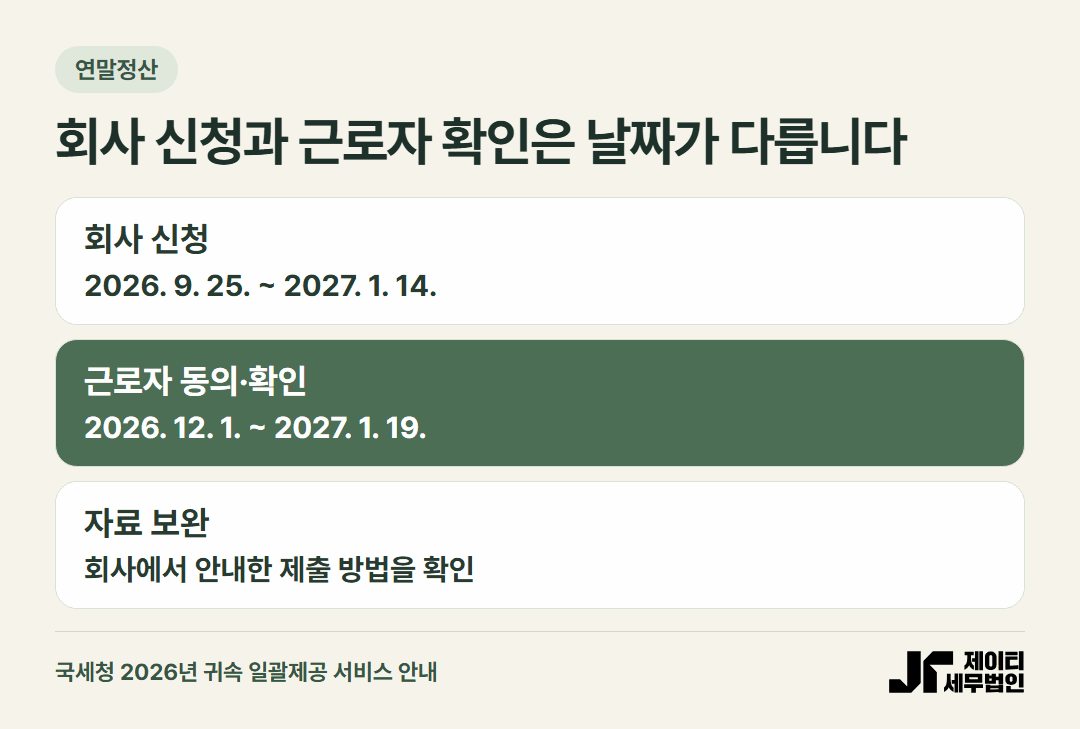 연말정산
회사 신청과 근로자 확인은 날짜가 다릅니다
회사 신청
2026. 9. 25. ~ 2027. 1. 14.
근로자 동의·확인
2026. 12. 1. ~ 2027. 1. 19.
자료 보완
회사에서 안내한 제출 방법을 확인
국세청 2026년 귀속 일괄제공 서비스 안내
JT 제이티
세무법인